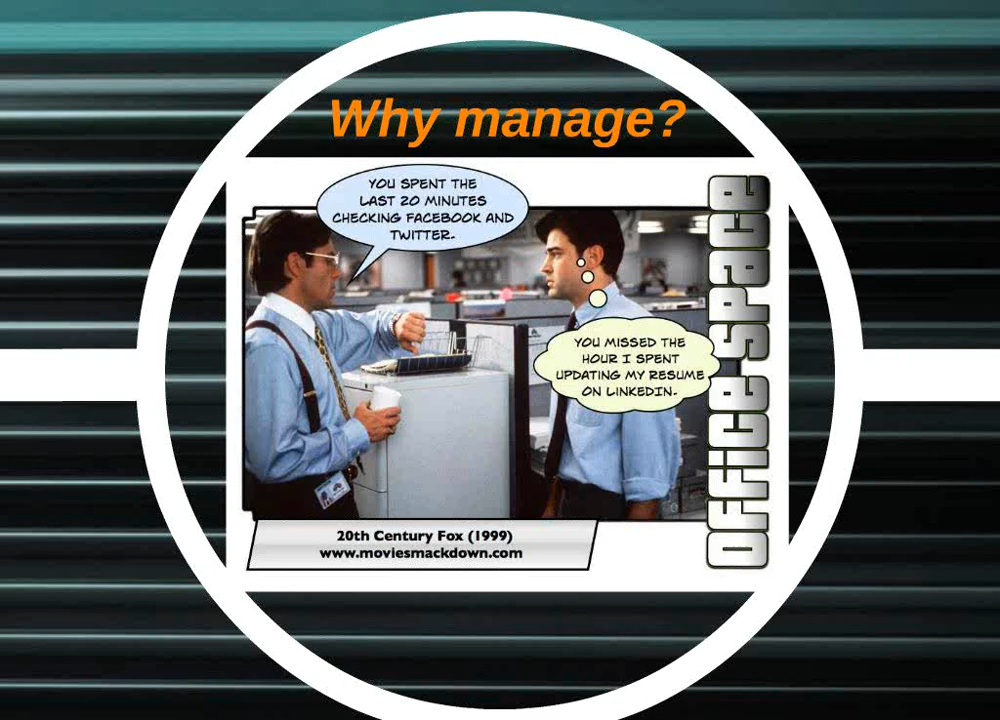 Why manage?
YOU SPENT THE
LAST 20 MINUTES
CHECKING FACEBOOK AND
TWITTER.
YOU MISSED THE
HOUR I SPENT
UPDATING MY RESUME
ON LINKEDIN.
OFFICE SPACE
20th Century Fox (1999)
www.moviesmackdown.com